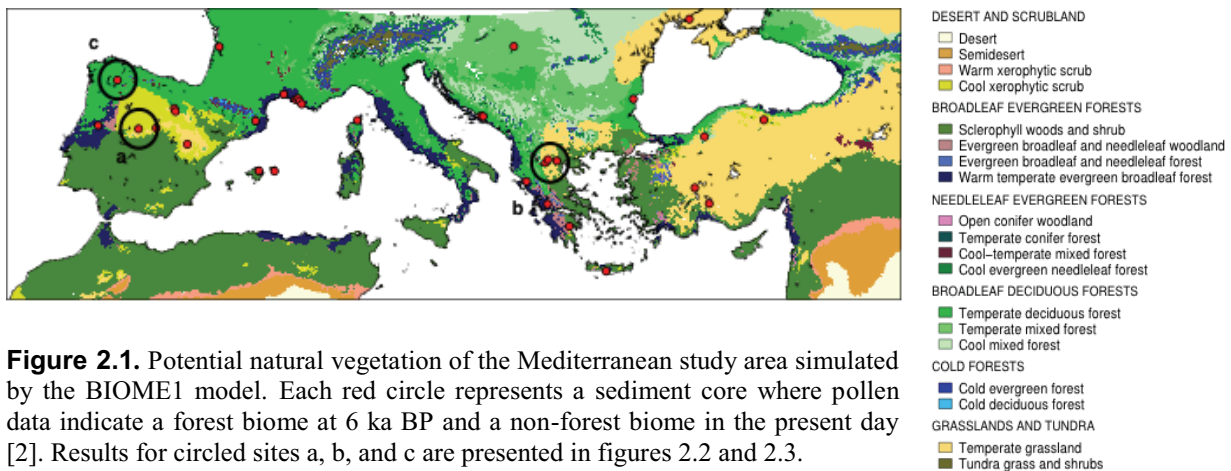 c
a
b
DESERT AND SCRUBLAND
Desert
Semidesert
Warm xerophytic scrub
Cool xerophytic scrub
BROADLEAF EVERGREEN FORESTS
Sclerophyll woods and shrub
Evergreen broadleaf and needleleaf woodland
Evergreen broadleaf and needleleaf forest
Warm temperate evergreen broadleaf forest
NEEDLELEAF EVERGREEN FORESTS
Open conifer woodland
Temperate conifer forest
Cool-temperate mixed forest
Cool evergreen needleleaf forest
BROADLEAF DECIDUOUS FORESTS
Temperate deciduous forest
Temperate mixed forest
Cool mixed forest
COLD FORESTS
Cold evergreen forest
Cold deciduous forest
GRASSLANDS AND TUNDRA
Temperate grassland
Tundra grass and shrubs
Figure 2.1. Potential natural vegetation of the Mediterranean study area simulated
by the BIOME1 model. Each red circle represents a sediment core where pollen
data indicate a forest biome at 6 ka BP and a non-forest biome in the present day
[2]. Results for circled sites a, b, and c are presented in figures 2.2 and 2.3.